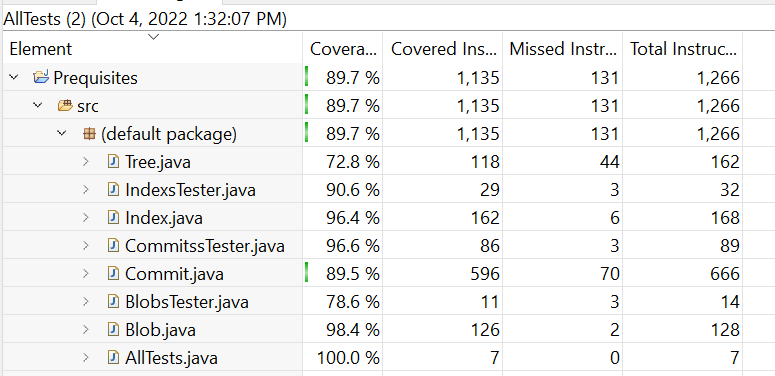 AllTests (2) (Oct 4, 2022 1:32:07 PM)
Element Covera... Covered Ins... Missed Instr... Total Instruc...
Prequisites 89.7 % 1,135 131 1,266
src 89.7 % 1,135 131 1,266
(default package) 89.7 % 1,135 131 1,266
Tree.java 72.8 % 118 44 162
IndexsTester.java 90.6 % 29 3 32
Index.java 96.4 % 162 6 168
CommitssTester.java 96.6 % 86 3 89
Commit.java 89.5 % 596 70 666
BlobsTester.java 78.6 % 11 3 14
Blob.java 98.4 % 126 2 128
AllTests.java 100.0 % 7 0 7